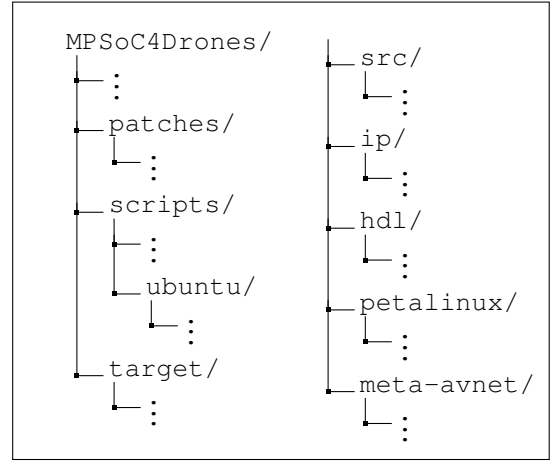 MPSoC4Drones/
⋮
patches/
⋮
scripts/
⋮
ubuntu/
⋮
target/
⋮
src/
⋮
ip/
⋮
hdl/
⋮
petalinux/
⋮
meta-avnet/
⋮